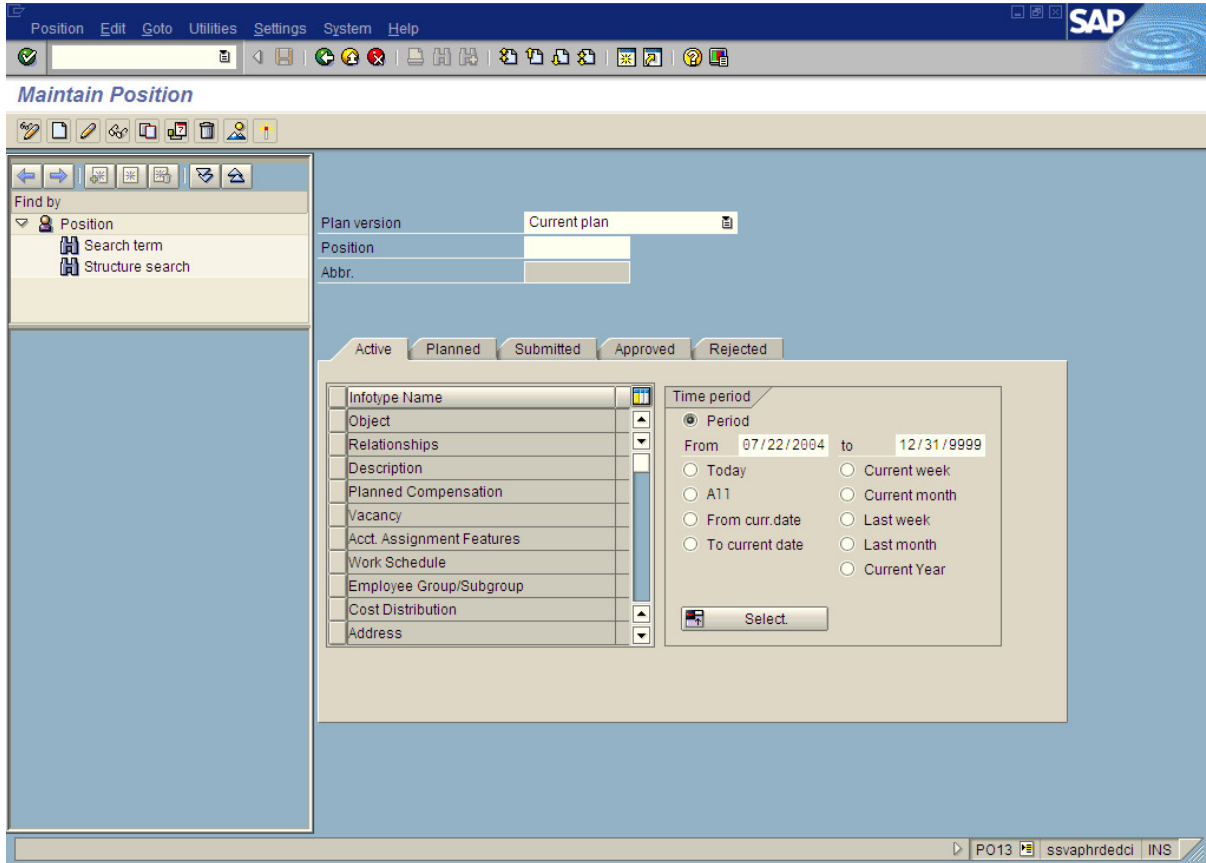 Position Edit Goto Utilities Settings System Help
SAP
Maintain Position
Find by
Position
Search term
Structure search
Plan version Current plan
Position
Abbr.
Active Planned Submitted Approved Rejected
Infotype Name
Object
Relationships
Description
Planned Compensation
Vacancy
Acct. Assignment Features
Work Schedule
Employee Group/Subgroup
Cost Distribution
Address
Time period
Period
From 07/22/2004 to 12/31/9999
Today Current week
All Current month
From curr.date Last week
To current date Last month
Current Year
Select.
PO13 ssvaphrdedci INS